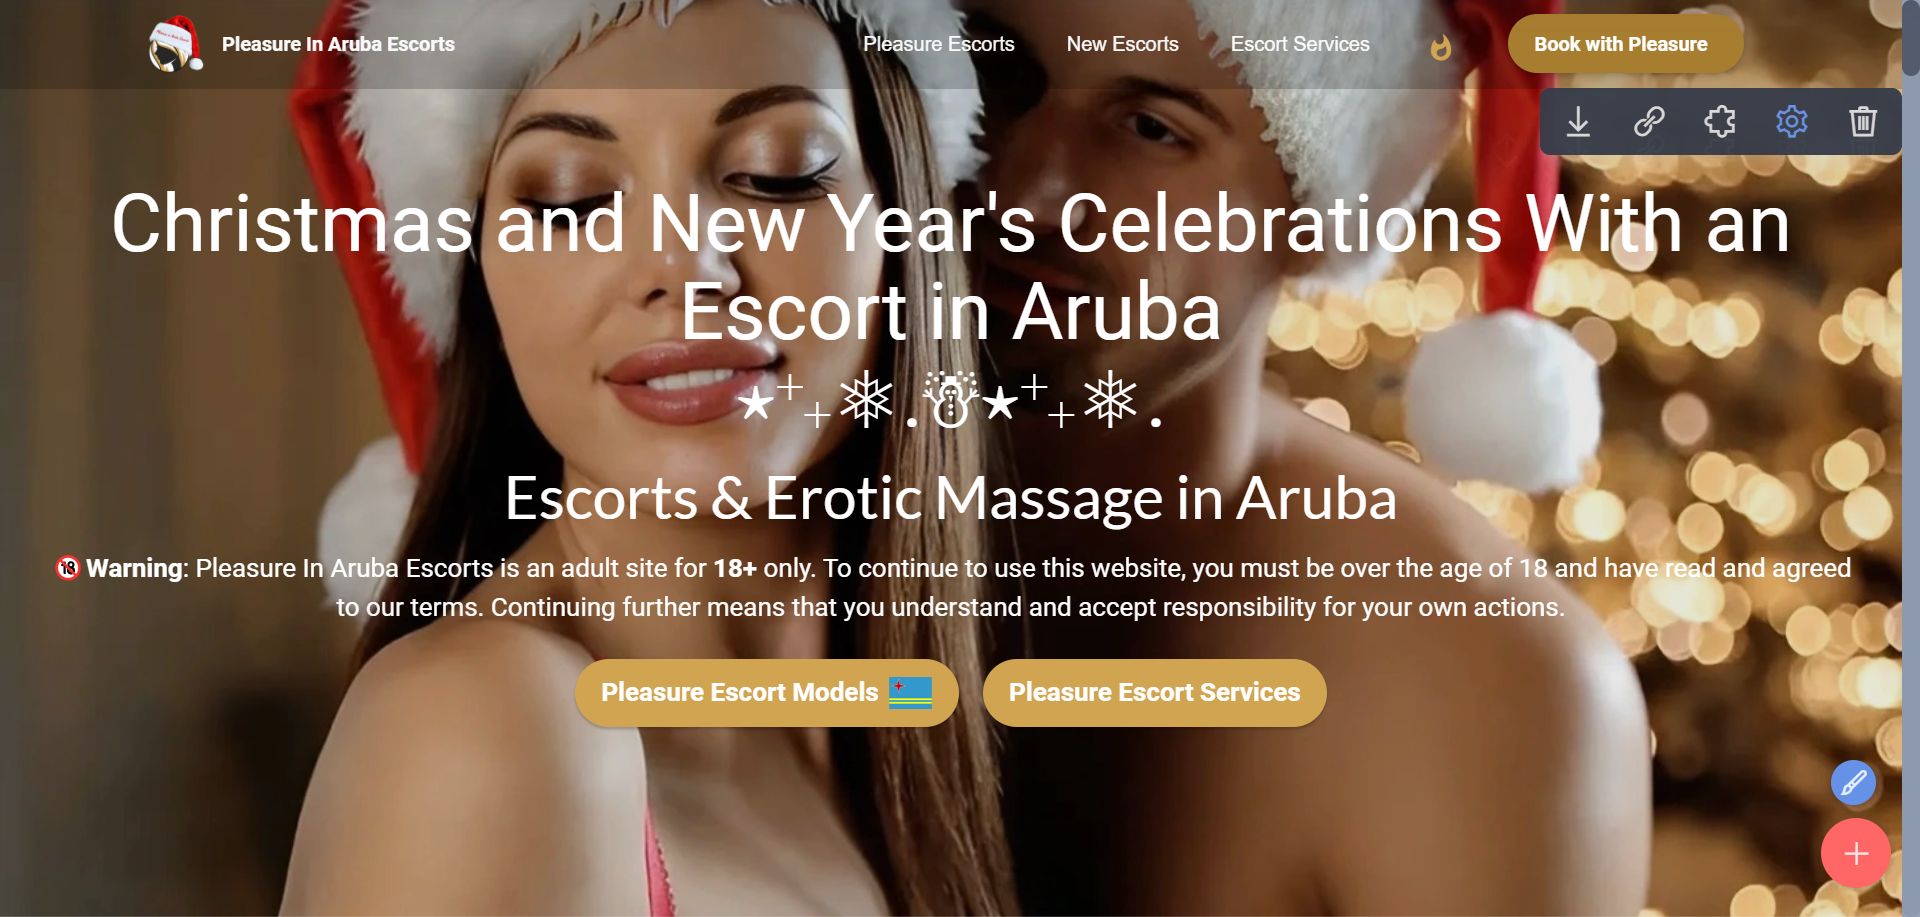 Pleasure In Aruba Escorts
Pleasure Escorts
New Escorts
Escort Services
Book with Pleasure
Christmas and New Year's Celebrations With an
Escort in Aruba
⋆⁺₊❅.☃⋆⁺₊❅.
Escorts & Erotic Massage in Aruba
🔞 Warning: Pleasure In Aruba Escorts is an adult site for 18+ only. To continue to use this website, you must be over the age of 18 and have read and agreed
to our terms. Continuing further means that you understand and accept responsibility for your own actions.
Pleasure Escort Models
Pleasure Escort Services